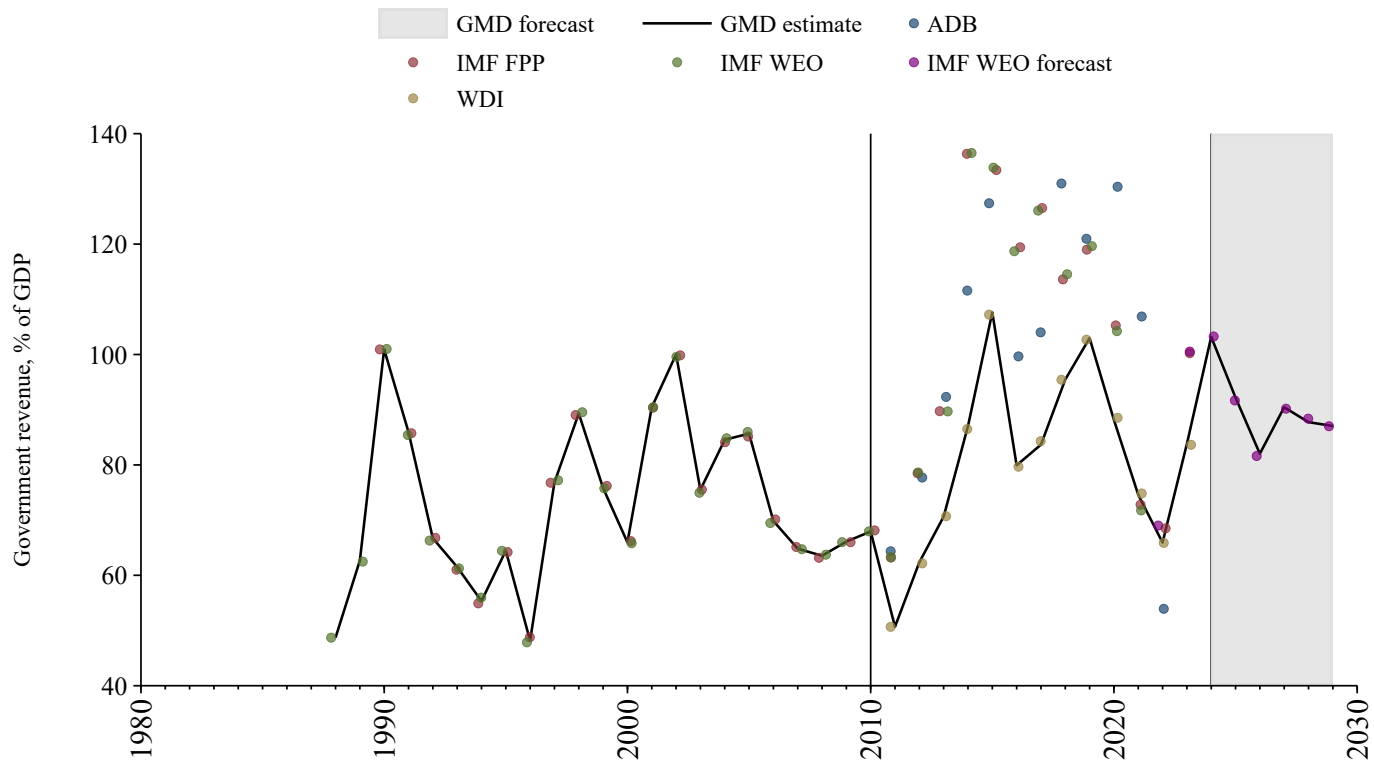 GMD forecast GMD estimate ADB
IMF FPP IMF WEO IMF WEO forecast
WDI
Government revenue, % of GDP
140
120
100
80
60
40
1980 1990 2000 2010 2020 2030